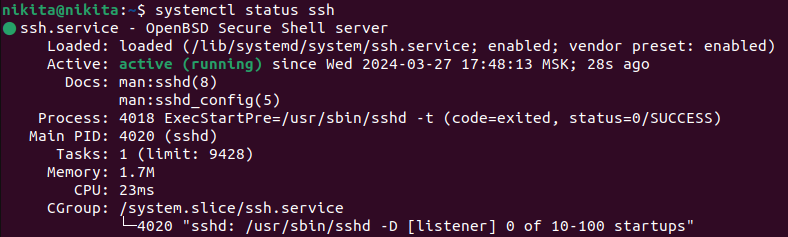 nikita@nikita:~$ systemctl status ssh
● ssh.service - OpenBSD Secure Shell server
Loaded: loaded (/lib/systemd/system/ssh.service; enabled; vendor preset: enabled)
Active: active (running) since Wed 2024-03-27 17:48:13 MSK; 28s ago
Docs: man:sshd(8)
man:sshd_config(5)
Process: 4018 ExecStartPre=/usr/sbin/sshd -t (code=exited, status=0/SUCCESS)
Main PID: 4020 (sshd)
Tasks: 1 (limit: 9428)
Memory: 1.7M
CPU: 23ms
CGroup: /system.slice/ssh.service
└─4020 "sshd: /usr/sbin/sshd -D [listener] 0 of 10-100 startups"